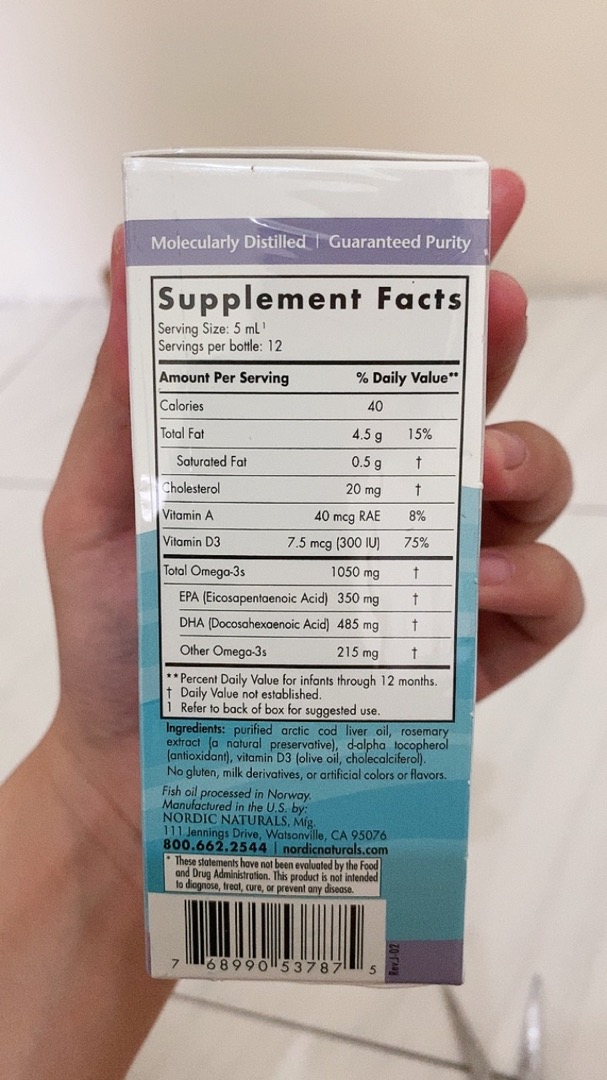 Molecularly Distilled | Guaranteed Purity
Supplement Facts
Serving Size: 5 mL¹
Servings per bottle: 12
Amount Per Serving % Daily Value**
Calories 40
Total Fat 4.5 g 15%
Saturated Fat 0.5 g †
Cholesterol 20 mg †
Vitamin A 40 mcg RAE 8%
Vitamin D3 7.5 mcg (300 IU) 75%
Total Omega-3s 1050 mg †
EPA (Eicosapentaenoic Acid) 350 mg †
DHA (Docosahexaenoic Acid) 485 mg †
Other Omega-3s 215 mg †
**Percent Daily Value for infants through 12 months.
† Daily Value not established.
1 Refer to back of box for suggested use.
Ingredients: purified arctic cod liver oil, rosemary
extract (a natural preservative), d-alpha tocopherol
(antioxidant), vitamin D3 (olive oil, cholecalciferol).
No gluten, milk derivatives, or artificial colors or flavors.
Fish oil processed in Norway.
Manufactured in the U.S. by:
NORDIC NATURALS, Mfg.
111 Jennings Drive, Watsonville, CA 95076
800.662.2544 | nordicnaturals.com
* These statements have not been evaluated by the Food
and Drug Administration. This product is not intended
to diagnose, treat, cure, or prevent any disease.
7 68990 53787 5
Rev.J-02